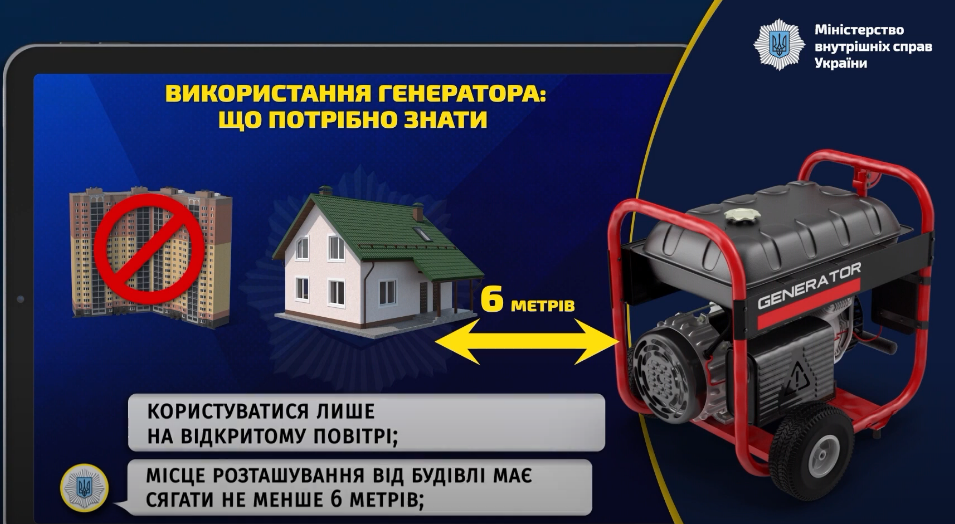 Міністерство
внутрішніх справ
України
ВИКОРИСТАННЯ ГЕНЕРАТОРА:
ЩО ПОТРІБНО ЗНАТИ
6 МЕТРІВ
GENERATOR
КОРИСТУВАТИСЯ ЛИШЕ
НА ВІДКРИТОМУ ПОВІТРІ;
МІСЦЕ РОЗТАШУВАННЯ ВІД БУДІВЛІ МАЄ
СЯГАТИ НЕ МЕНШЕ 6 МЕТРІВ;